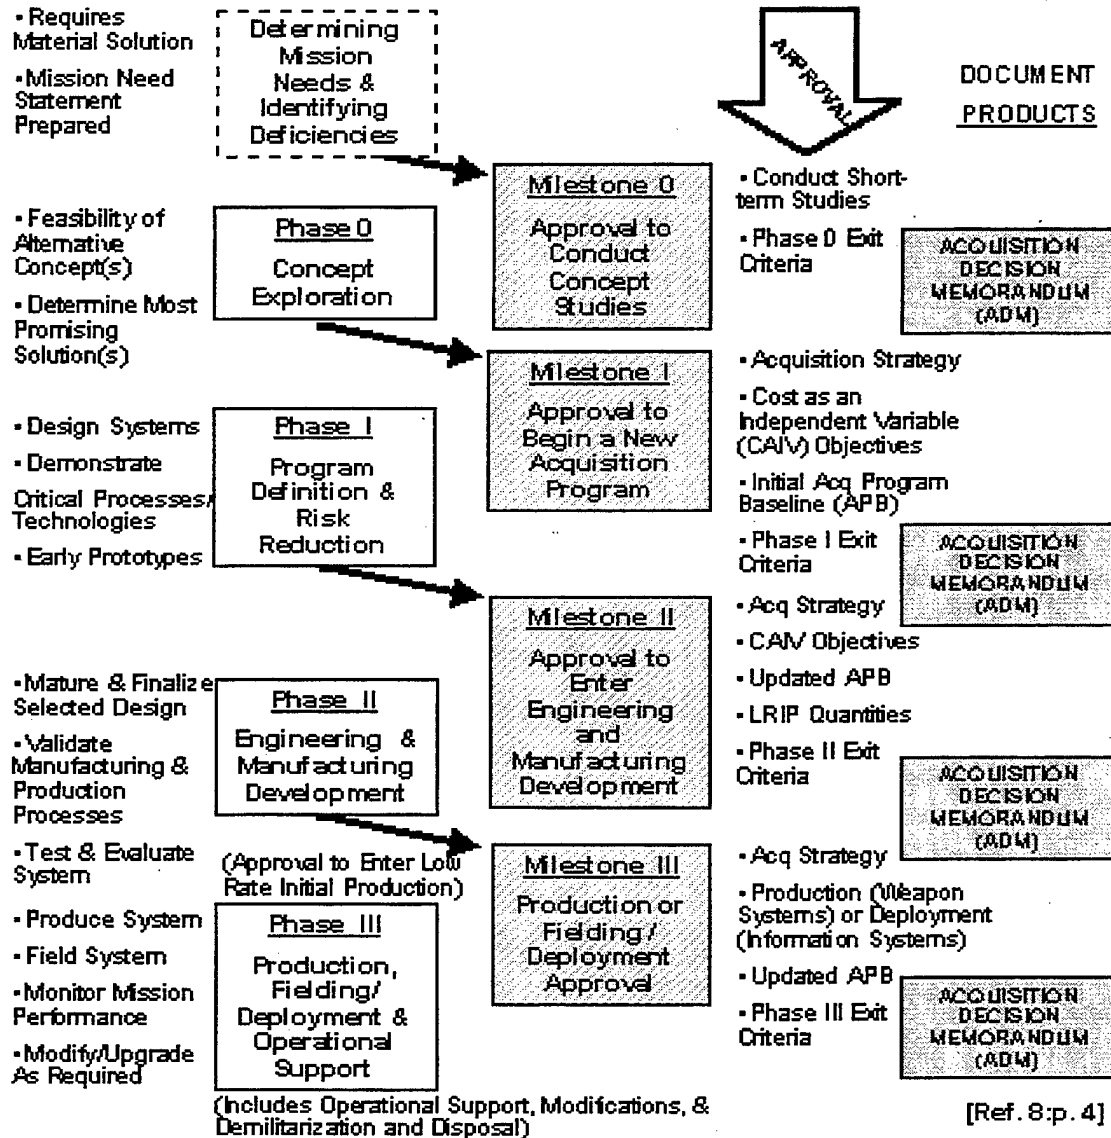 • Requires
Material Solution
• Mission Need
Statement
Prepared
Determining
Mission
Needs &
Identifying
Deficiencies
APPROVAL
DOCUMENT
PRODUCTS
Milestone 0
Approval to
Conduct
Concept
Studies
• Conduct Short-
term Studies
• Phase 0 Exit
Criteria
ACQUISITION
DECISION
MEMORANDUM
(ADM)
• Feasibility of
Alternative
Concept(s)
• Determine Most
Promising
Solution(s)
Phase 0
Concept
Exploration
Milestone I
Approval to
Begin a New
Acquisition
Program
• Acquisition Strategy
• Cost as an
Independent Variable
(CAIV) Objectives
• Initial Acq Program
Baseline (APB)
• Phase I Exit
Criteria
ACQUISITION
DECISION
MEMORANDUM
(ADM)
• Design Systems
• Demonstrate
Critical Processes/
Technologies
• Early Prototypes
Phase I
Program
Definition &
Risk
Reduction
Milestone II
Approval to
Enter
Engineering
and
Manufacturing
Development
• Acq Strategy
• CAIV Objectives
• Updated APB
• LRIP Quantities
• Phase II Exit
Criteria
ACQUISITION
DECISION
MEMORANDUM
(ADM)
• Mature & Finalize
Selected Design
• Validate
Manufacturing &
Production
Processes
• Test & Evaluate
System
Phase II
Engineering &
Manufacturing
Development
(Approval to Enter Low
Rate Initial Production)
Milestone III
Production or
Fielding/
Deployment
Approval
• Acq Strategy
• Production (Weapon
Systems) or Deployment
(Information Systems)
• Updated APB
• Phase III Exit
Criteria
ACQUISITION
DECISION
MEMORANDUM
(ADM)
• Produce System
• Field System
• Monitor Mission
Performance
• Modify/Upgrade
As Required
Phase III
Production,
Fielding/
Deployment &
Operational
Support
(Includes Operational Support, Modifications, &
Demilitarization and Disposal)
[Ref. 8:p. 4]